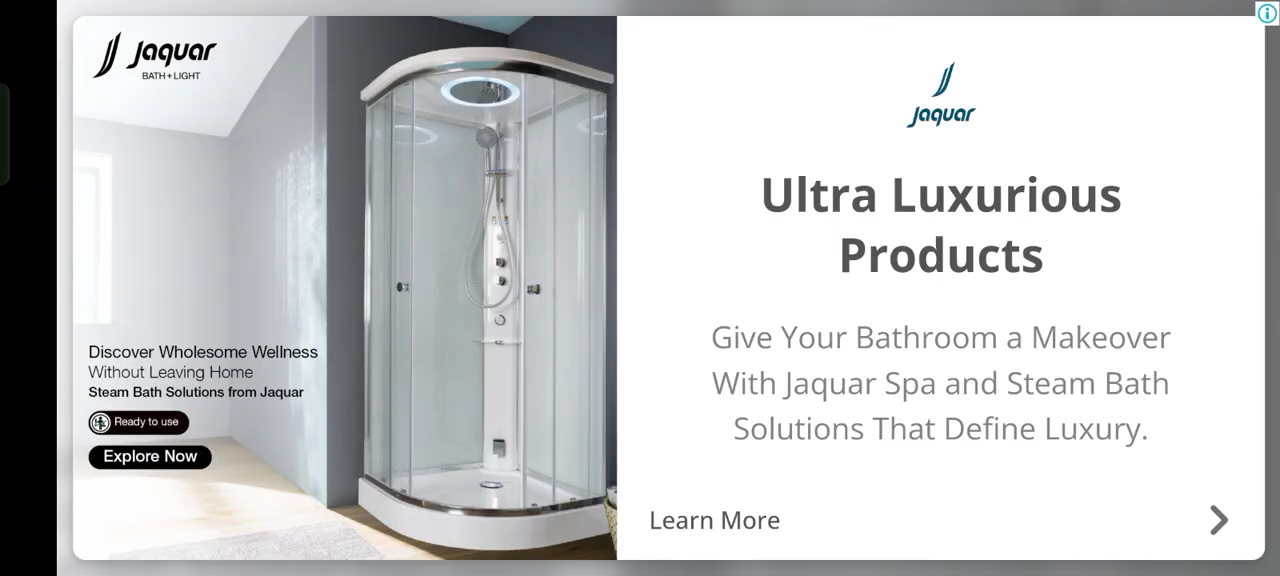 Jaquar
BATH+LIGHT
Discover Wholesome Wellness
Without Leaving Home
Steam Bath Solutions from Jaquar
Ready to use
Explore Now
Jaquar
Ultra Luxurious
Products
Give Your Bathroom a Makeover
With Jaquar Spa and Steam Bath
Solutions That Define Luxury.
Learn More